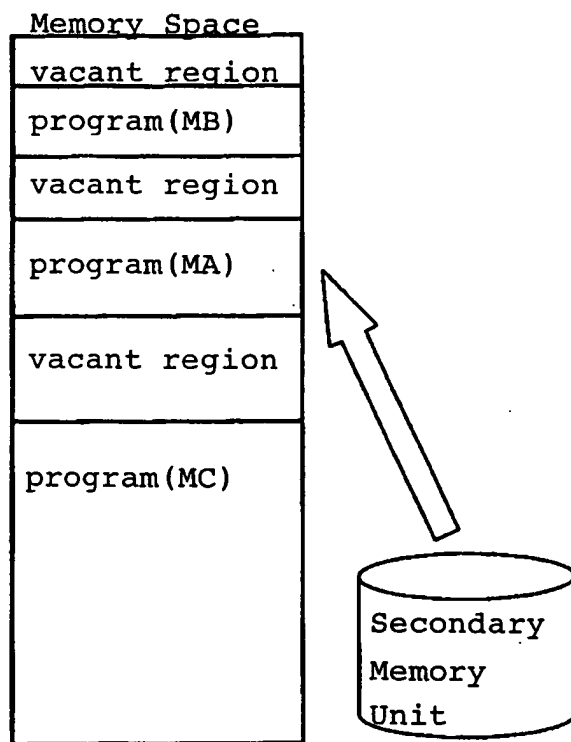 Memory Space
vacant region
program(MB)
vacant region
program(MA)
vacant region
program(MC)
Secondary
Memory
Unit